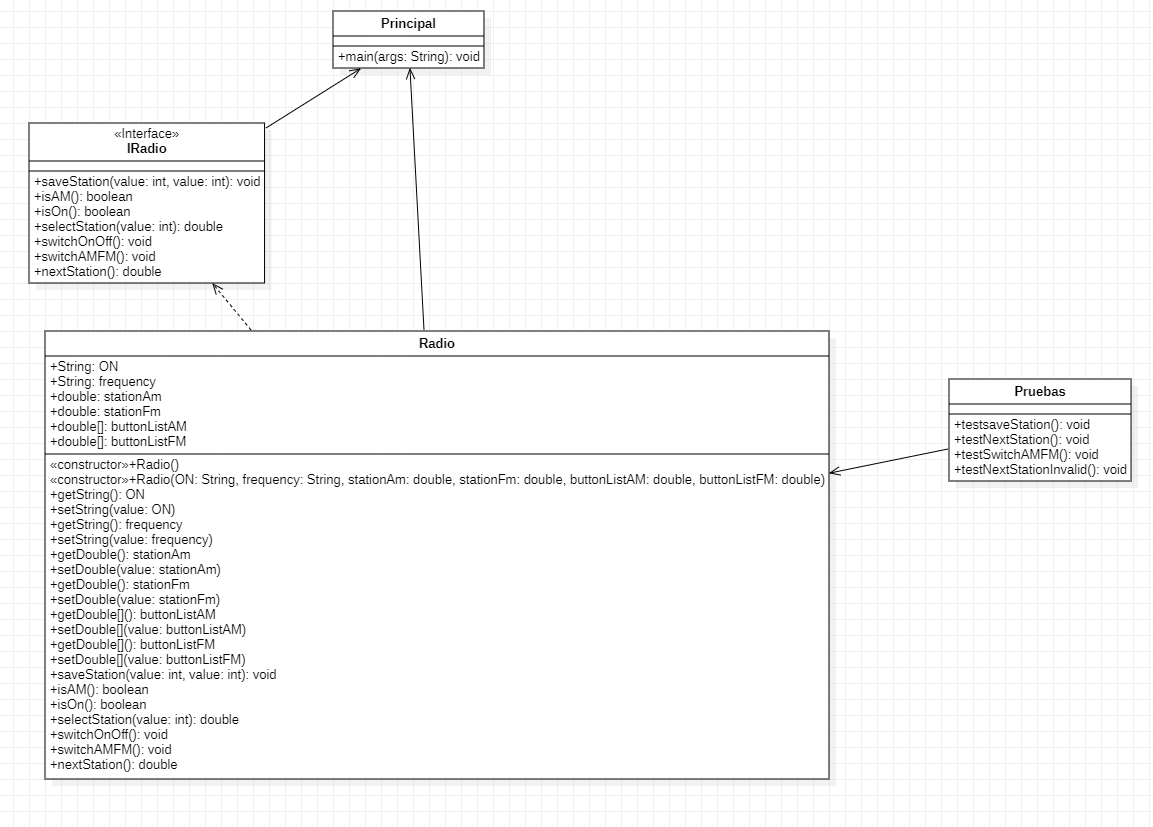 Principal
+main(args: String): void
«Interface»
IRadio
+saveStation(value: int, value: int): void
+isAM(): boolean
+isOn(): boolean
+selectStation(value: int): double
+switchOnOff(): void
+switchAMFM(): void
+nextStation(): double
Radio
+String: ON
+String: frequency
+double: stationAm
+double: stationFm
+double[]: buttonListAM
+double[]: buttonListFM
«constructor»+Radio()
«constructor»+Radio(ON: String, frequency: String, stationAm: double, stationFm: double, buttonListAM: double, buttonListFM: double)
+getString(): ON
+setString(value: ON)
+getString(): frequency
+setString(value: frequency)
+getDouble(): stationAm
+setDouble(value: stationAm)
+getDouble(): stationFm
+setDouble(value: stationFm)
+getDouble[](): buttonListAM
+setDouble[](value: buttonListAM)
+getDouble[](): buttonListFM
+setDouble[](value: buttonListFM)
+saveStation(value: int, value: int): void
+isAM(): boolean
+isOn(): boolean
+selectStation(value: int): double
+switchOnOff(): void
+switchAMFM(): void
+nextStation(): double
Pruebas
+testsaveStation(): void
+testNextStation(): void
+testSwitchAMFM(): void
+testNextStationInvalid(): void